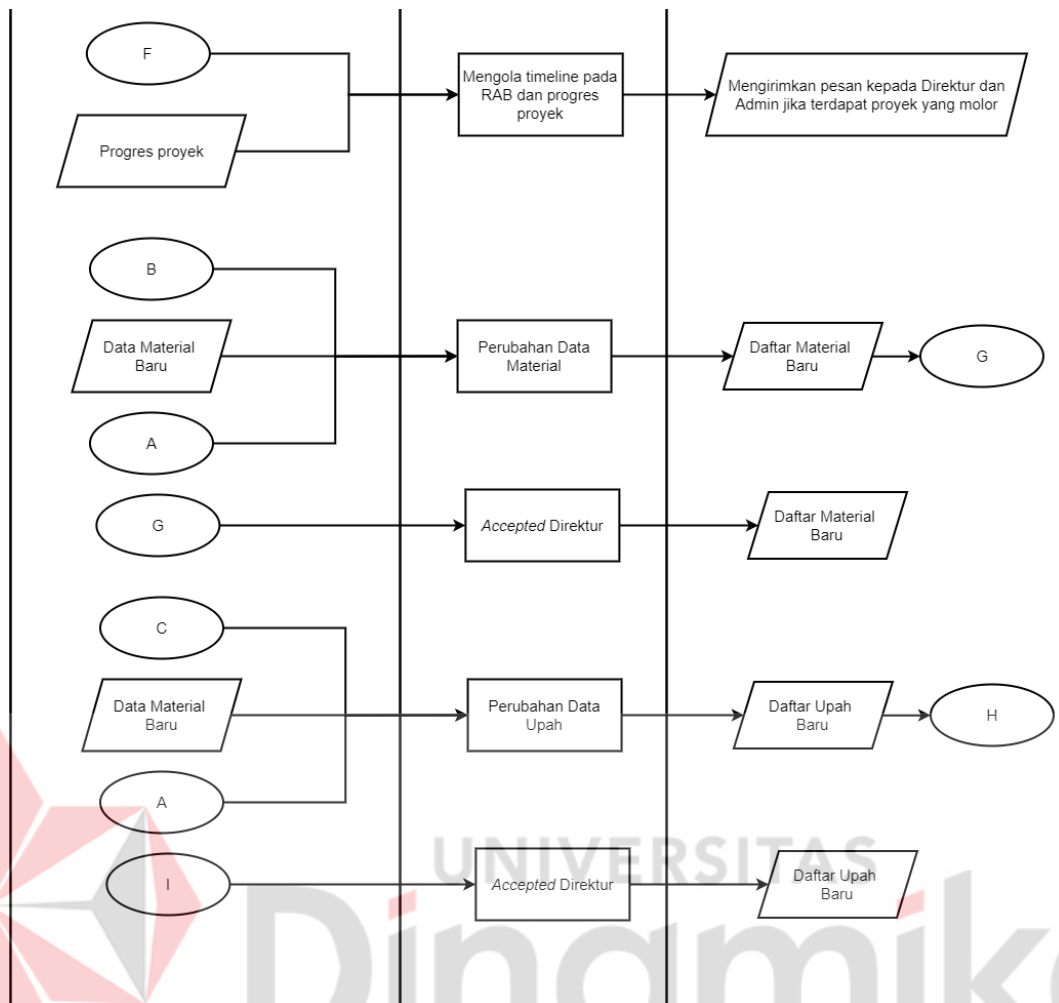 F
Mengola timeline pada
RAB dan progres
proyek
Mengirimkan pesan kepada Direktur dan
Admin jika terdapat proyek yang molor
Progres proyek
B
Data Material
Baru
Perubahan Data
Material
Daftar Material
Baru
G
A
G
Accepted Direktur
Daftar Material
Baru
C
Data Material
Baru
Perubahan Data
Upah
Daftar Upah
Baru
H
A
I
Accepted Direktur
Daftar Upah
Baru
UNIVERSITAS
Dinamika